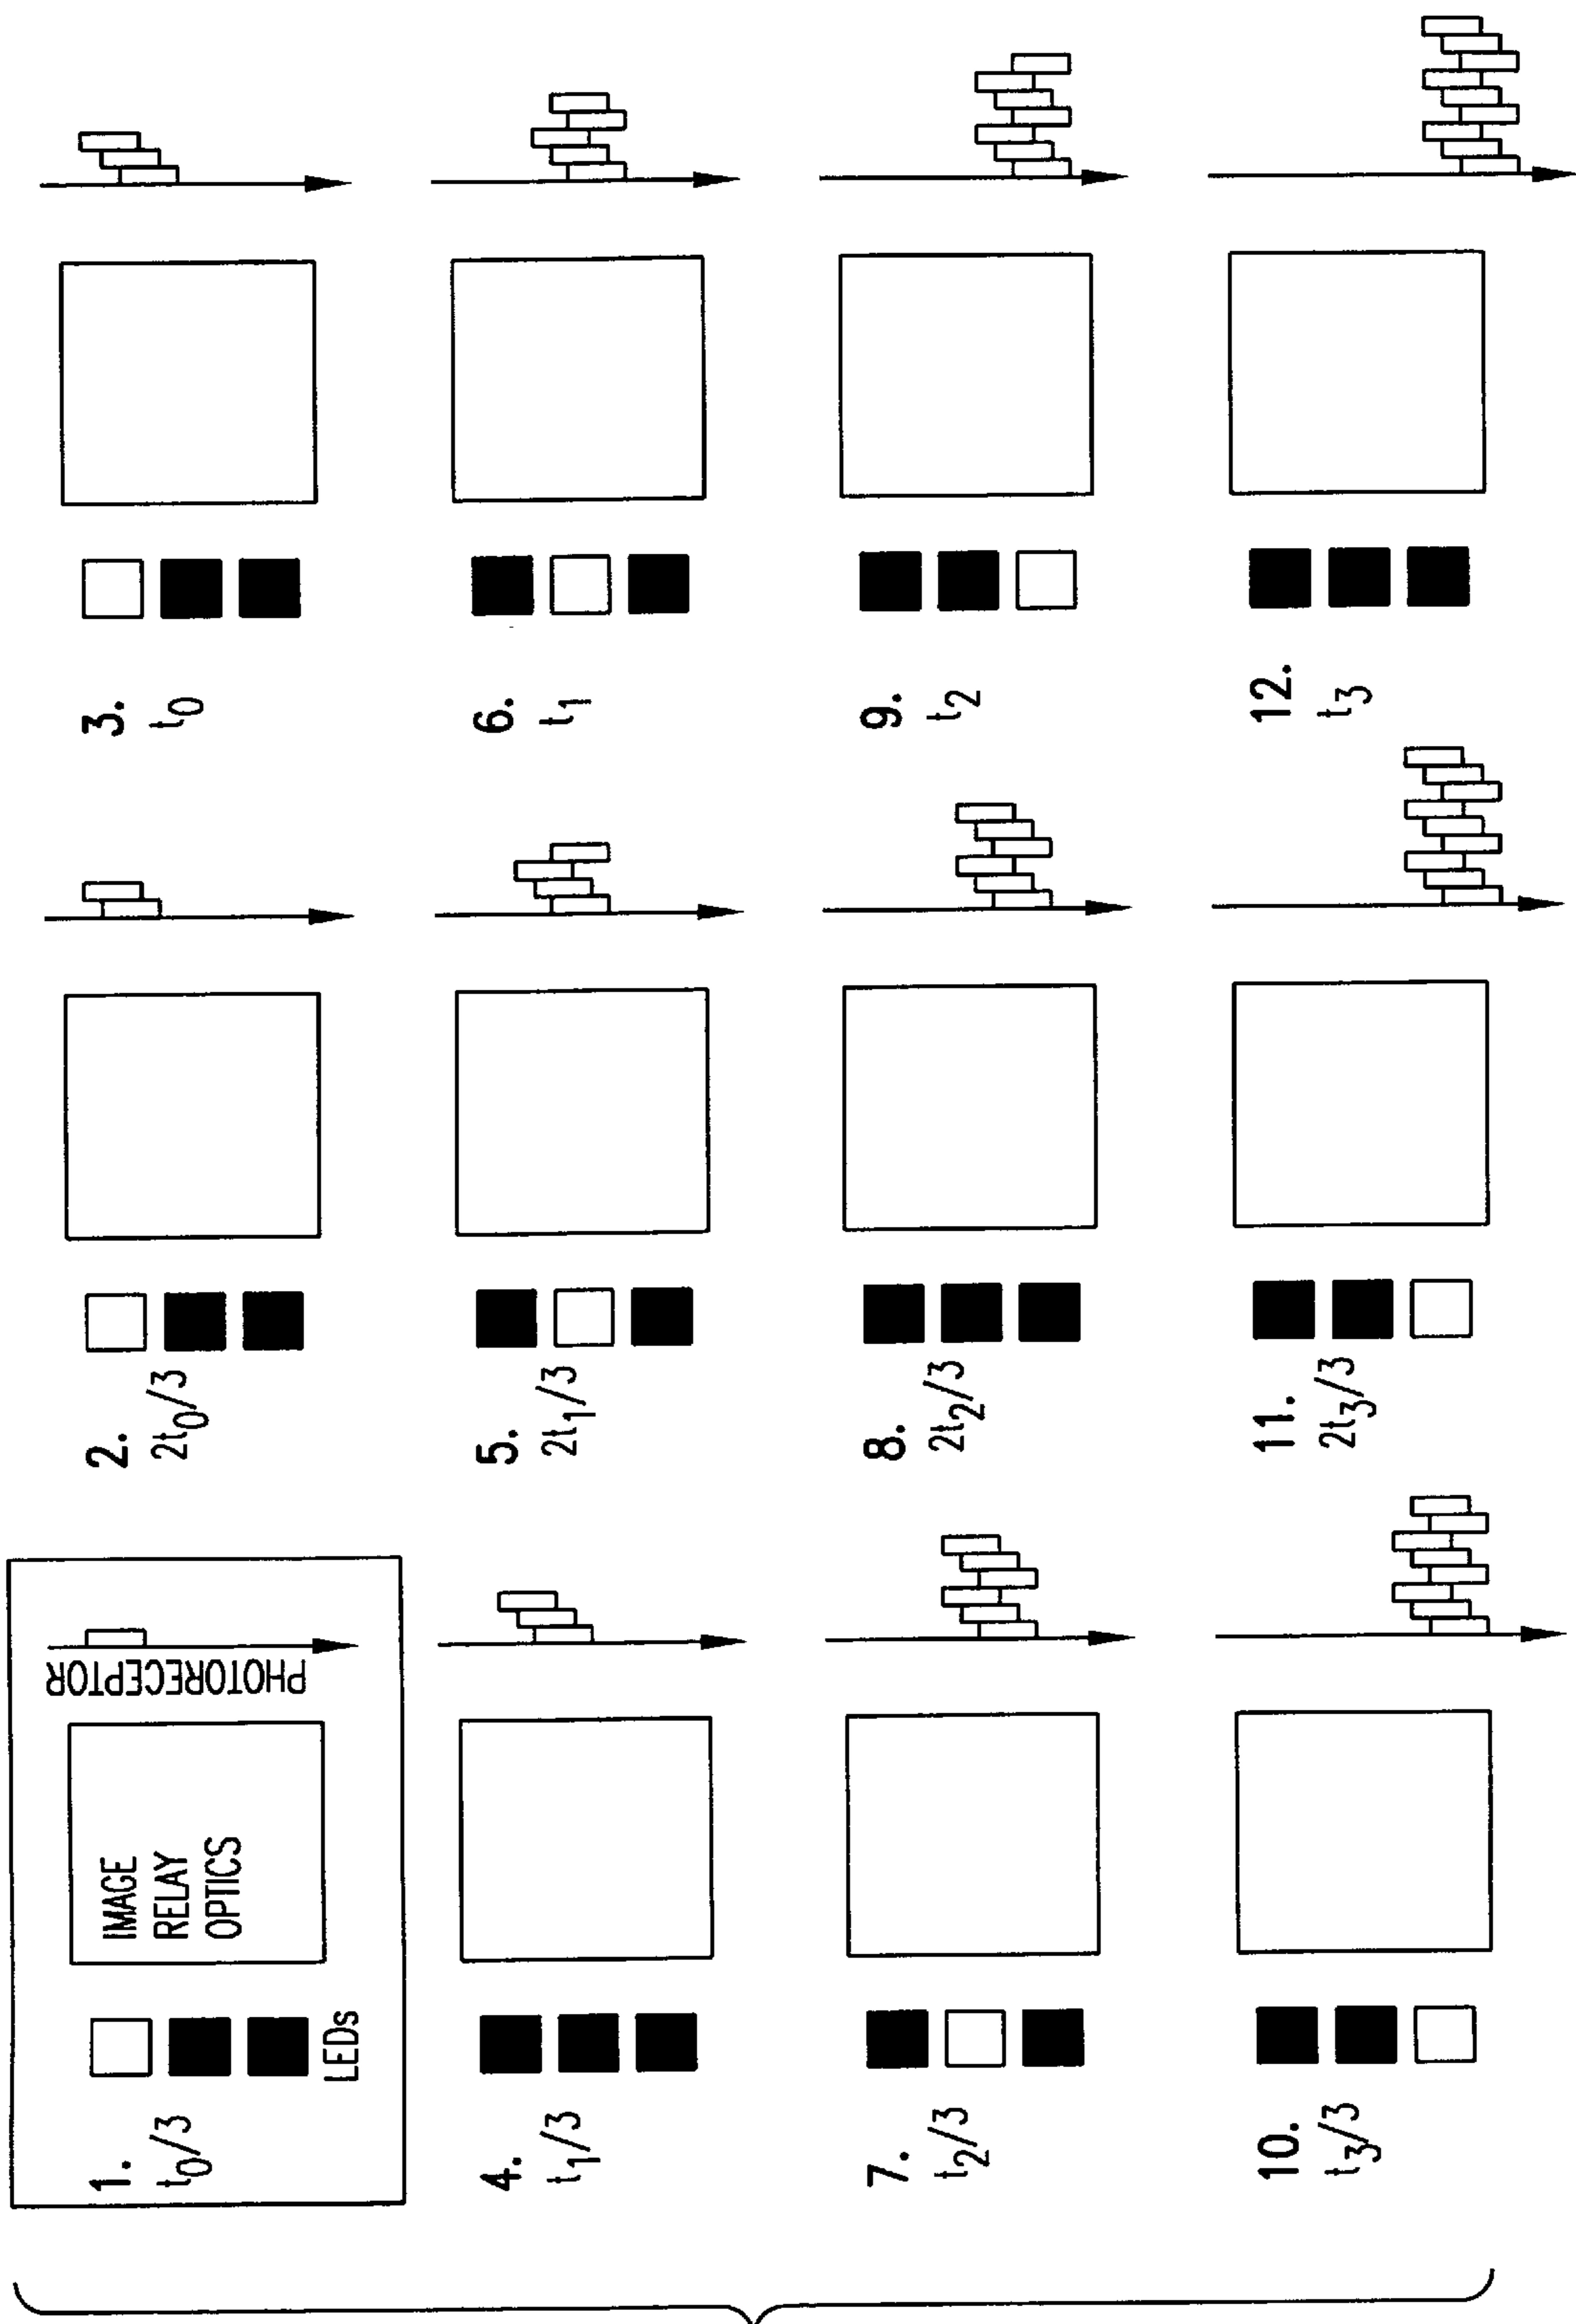 1.
t₀/3
LEDs
IMAGE
RELAY
OPTICS
PHOTORECEPTOR
2.
2t₀/3
3.
t₀
4.
t₁/3
5.
2t₁/3
6.
t₁
7.
t₂/3
8.
2t₂/3
9.
t₂
10.
t₃/3
11.
2t₃/3
12.
t₃